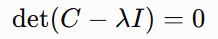 det(C − λI) = 0